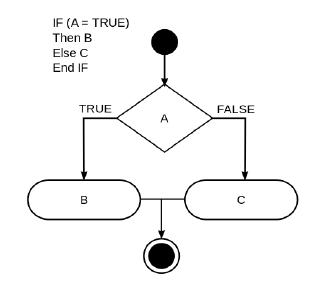 IF (A = TRUE)
Then B
Else C
End IF
A
TRUE
FALSE
B
C